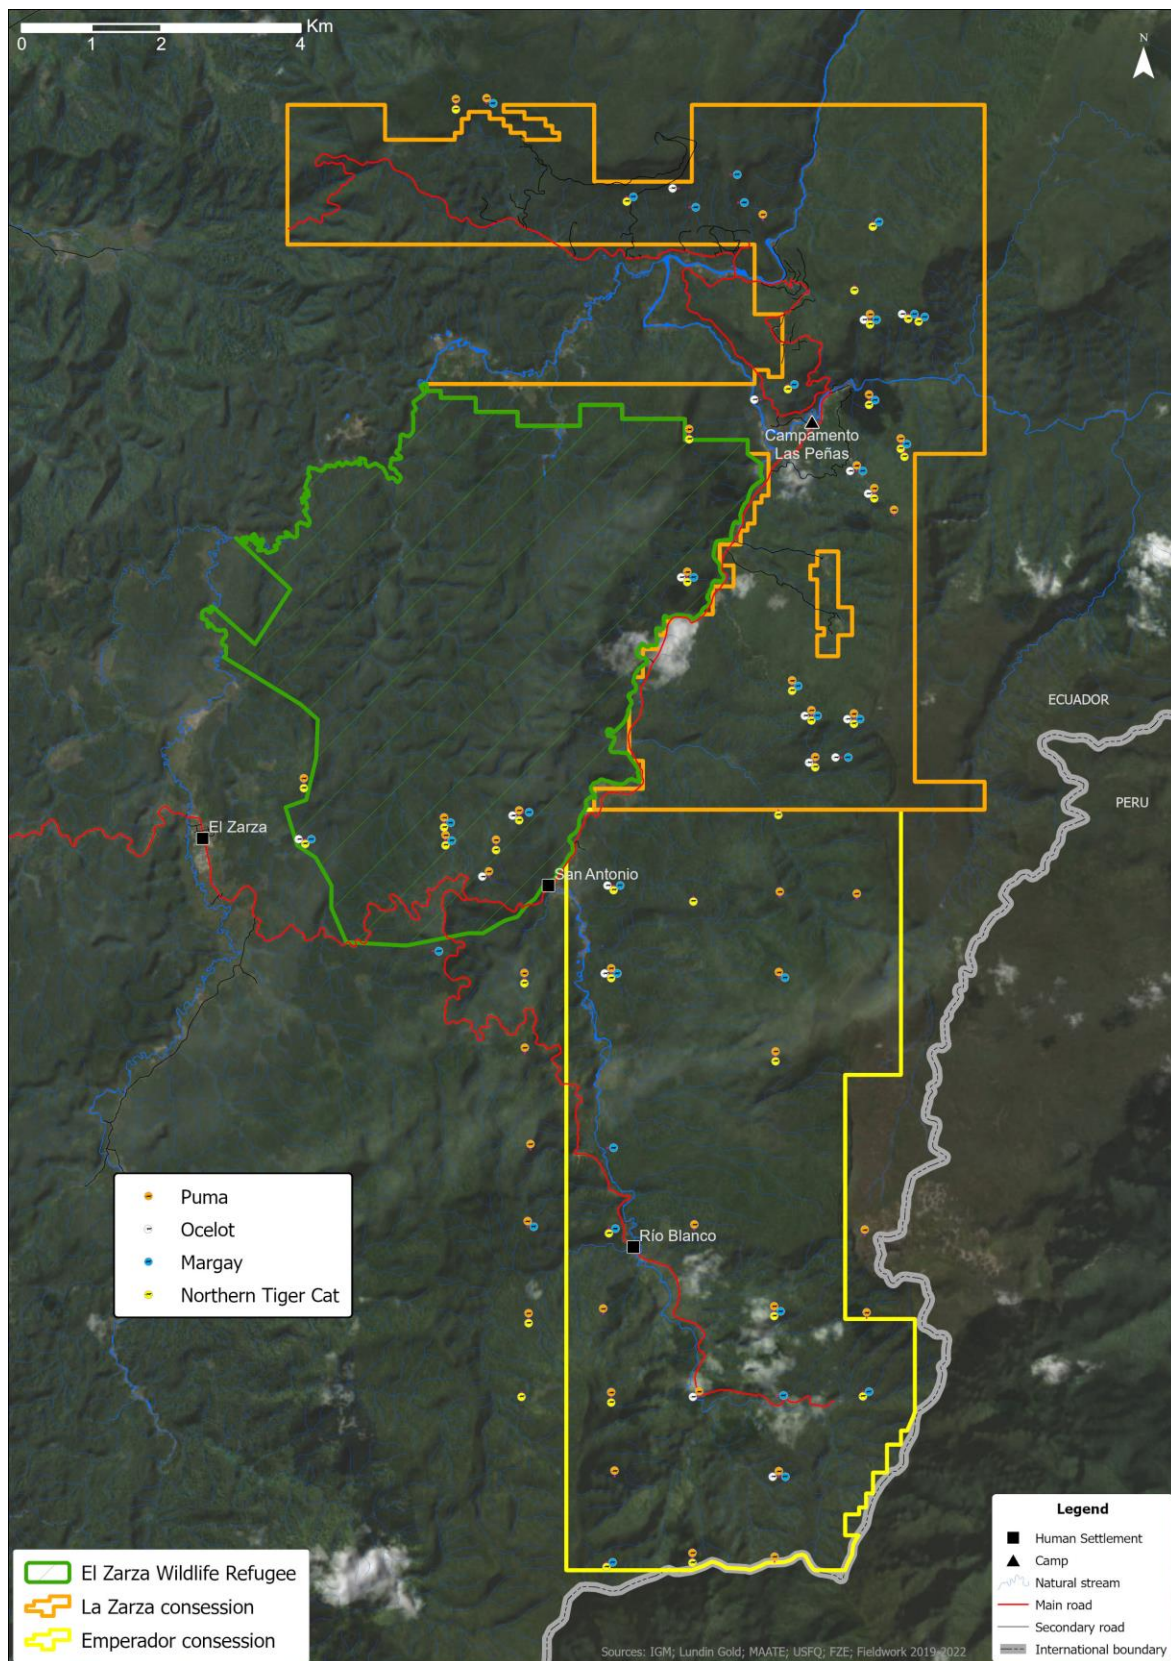 Km
0 1 2 4
N
Campamento
Las Peñas
ECUADOR
PERU
El Zarza
San Antonio
Puma
Ocelot
Margay
Northern Tiger Cat
Río Blanco
El Zarza Wildlife Refugee
La Zarza consession
Emperador consession
Legend
Human Settlement
Camp
Natural stream
Main road
Secondary road
International boundary
Sources: IGM; Lundin Gold; MAATE; USFQ; FZE; Fieldwork 2019-2022